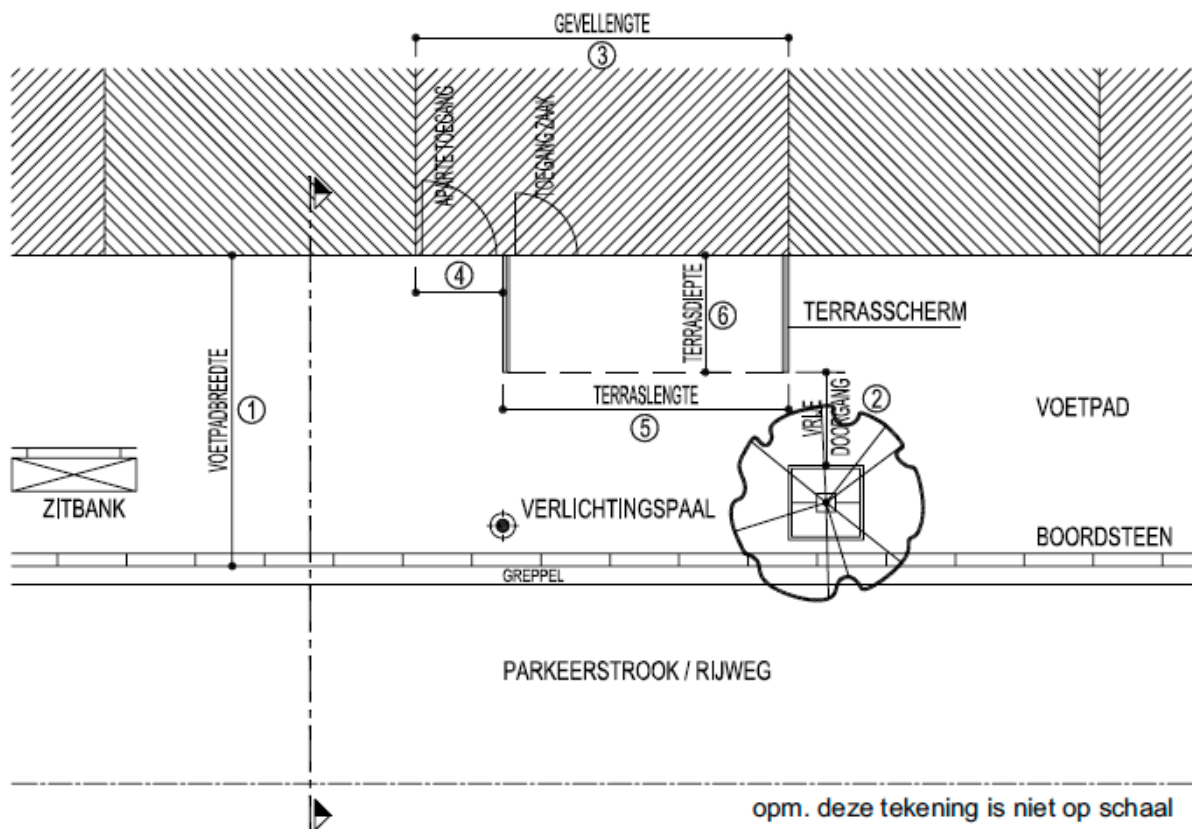 GEVELLENGTE
③
APARTE TOEGANG
TOEGANG ZAAK
④
TERRASDIEPTE
⑥
TERRASSCHERM
VOETPADBREEDTE
①
TERRASLENGTE
⑤
VRIJE
DOORGANG
②
VOETPAD
ZITBANK
VERLICHTINGSPAAL
BOORDSTEEN
GREPPEL
PARKEERSTROOK / RIJWEG
opm. deze tekening is niet op schaal